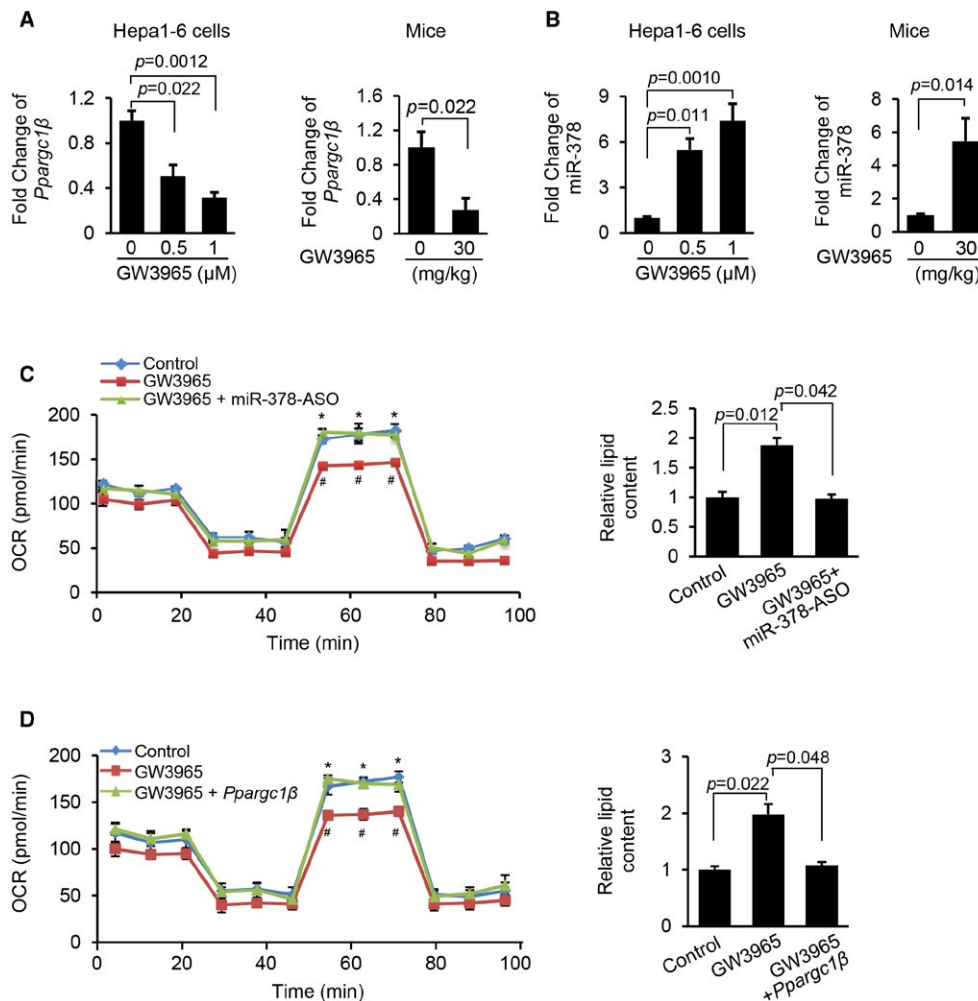 A
Hepa1-6 cells
Mice
p=0.0012
p=0.022
Fold Change of
Ppargc1β
1.2
0.8
0.4
0
0 0.5 1
GW3965 (μM)
p=0.022
Fold Change of
Ppargc1β
1.6
1.2
0.8
0.4
0
0 30
GW3965
(mg/kg)
B
Hepa1-6 cells
Mice
p=0.0010
p=0.011
Fold Change of
miR-378
9
6
3
0
0 0.5 1
GW3965 (μM)
p=0.014
Fold Change of
miR-378
8
6
4
2
0
0 30
GW3965
(mg/kg)
C
Control
GW3965
GW3965 + miR-378-ASO
OCR (pmol/min)
200
150
100
50
0
* * *
# # #
0 20 40 60 80 100
Time (min)
p=0.042
p=0.012
Relative lipid
content
2.5
2
1.5
1
0.5
0
Control
GW3965
GW3965+
miR-378-ASO
D
Control
GW3965
GW3965 + Ppargc1β
OCR (pmol/min)
200
150
100
50
0
* * *
# # #
0 20 40 60 80 100
Time (min)
p=0.048
p=0.022
Relative lipid
content
3
2
1
0
Control
GW3965
GW3965
+Ppargc1β